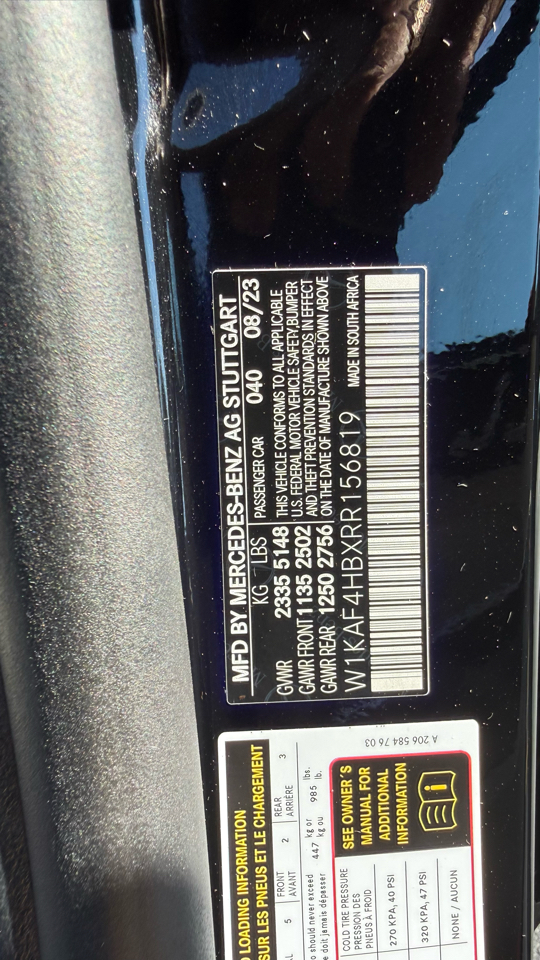 MFD BY MERCEDES-BENZ AG STUTTGART
KG / LBS PASSENGER CAR 040 08/23
GVWR 2335 5148 THIS VEHICLE CONFORMS TO ALL APPLICABLE
U.S. FEDERAL MOTOR VEHICLE SAFETY,BUMPER
GAWR FRONT 1135 2502 AND THEFT PREVENTION STANDARDS IN EFFECT
GAWR REAR 1250 2756 ON THE DATE OF MANUFACTURE SHOWN ABOVE
W1KAF4HBXRR156819 MADE IN SOUTH AFRICA
LOADING INFORMATION
SUR LES PNEUS ET LE CHARGEMENT
5 FRONT 2 REAR 3
AVANT ARRIÈRE
should never exceed 447 kg or 985 lbs.
doit jamais dépasser kg ou lb.
COLD TIRE PRESSURE
PRESSION DES
PNEUS À FROID
270 KPA, 40 PSI
320 KPA, 47 PSI
NONE / AUCUN
SEE OWNER'S
MANUAL FOR
ADDITIONAL
INFORMATION
A 206 584 76 03